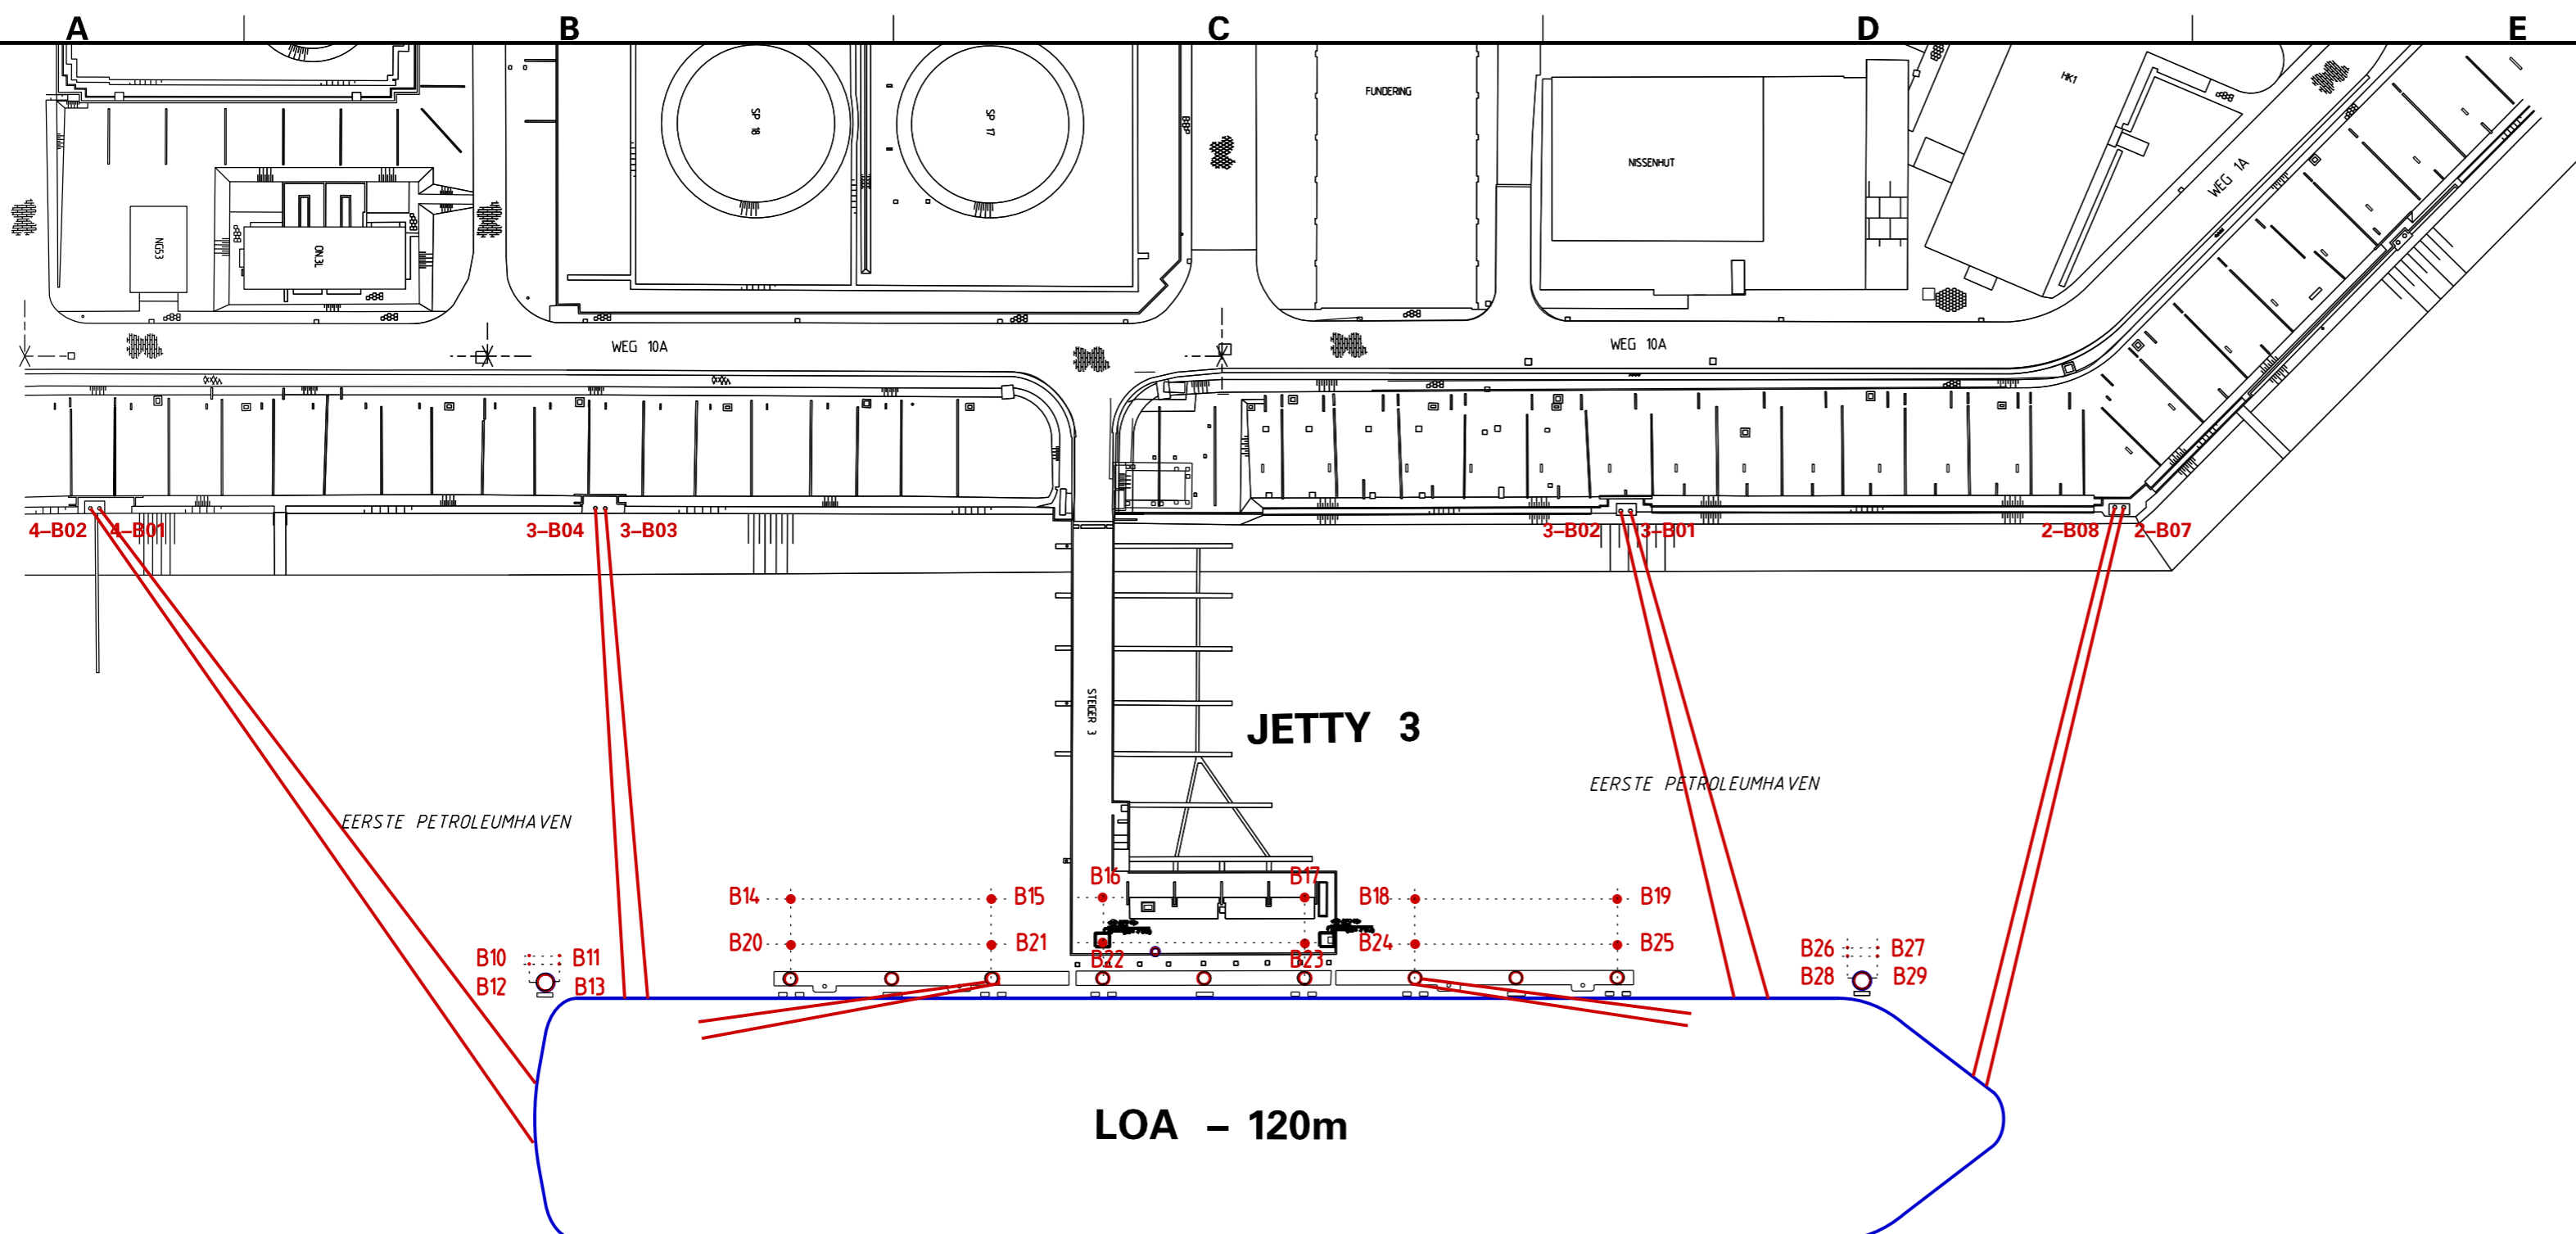 A B C D E
FUNDERING
HK1
SP 18
SP 17
NISSENHUT
WEG 1A
NG53
BBP
BBP
WEG 10A
WEG 10A
4–B02 4–B01 3–B04 3–B03 3–B02 3–B01 2–B08 2–B07
STEIGER 3
JETTY 3
EERSTE PETROLEUMHAVEN
EERSTE PETROLEUMHAVEN
B16 B17
B14 B15 B18 B19
B20 B21 B24 B25
B22 B23
B10 B11 B26 B27
B12 B13 B28 B29
LOA – 120m